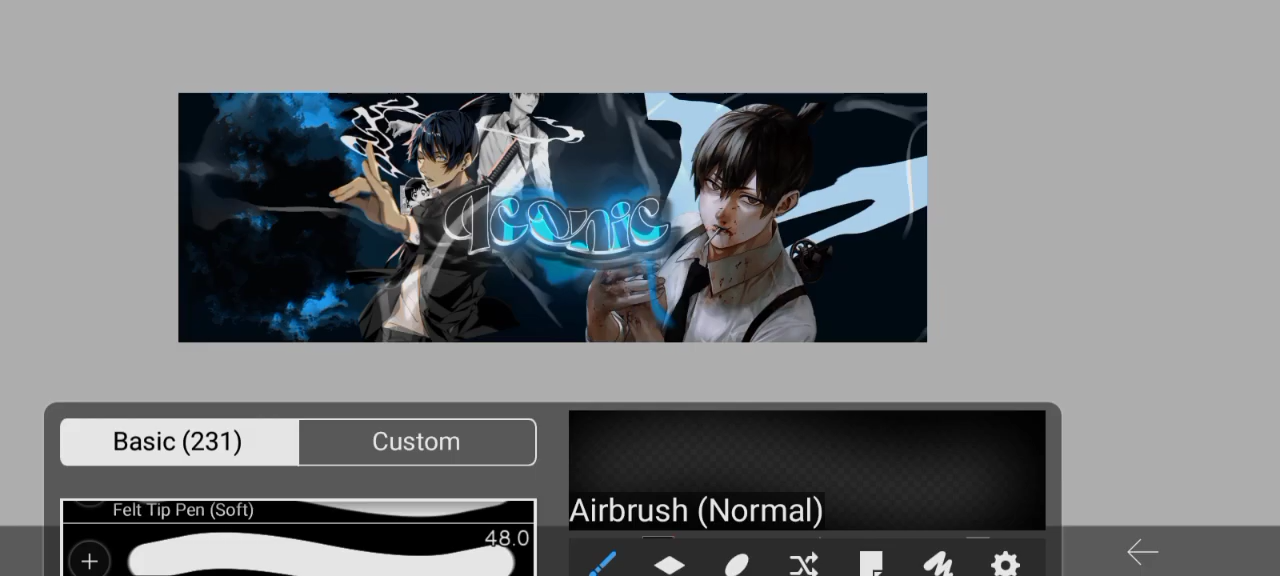 Iconic
Basic (231)
Custom
Felt Tip Pen (Soft)
48.0
Airbrush (Normal)